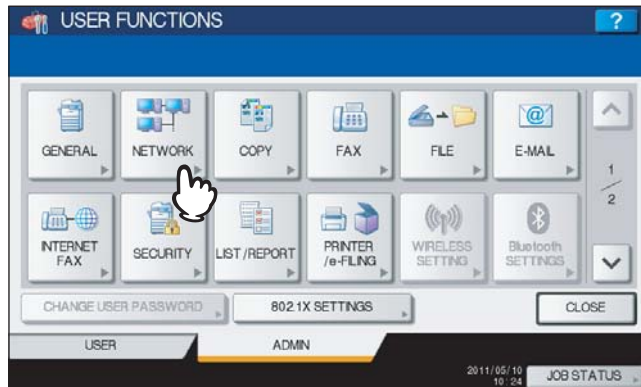 USER FUNCTIONS
?
GENERAL
NETWORK
COPY
FAX
FILE
E-MAIL
@
1
2
INTERNET
FAX
SECURITY
LIST/REPORT
PRINTER
/e-FILING
WIRELESS
SETTING
Bluetooth
SETTINGS
CHANGE USER PASSWORD
802.1X SETTINGS
CLOSE
USER
ADMIN
2011/05/10
10:24
JOB STATUS